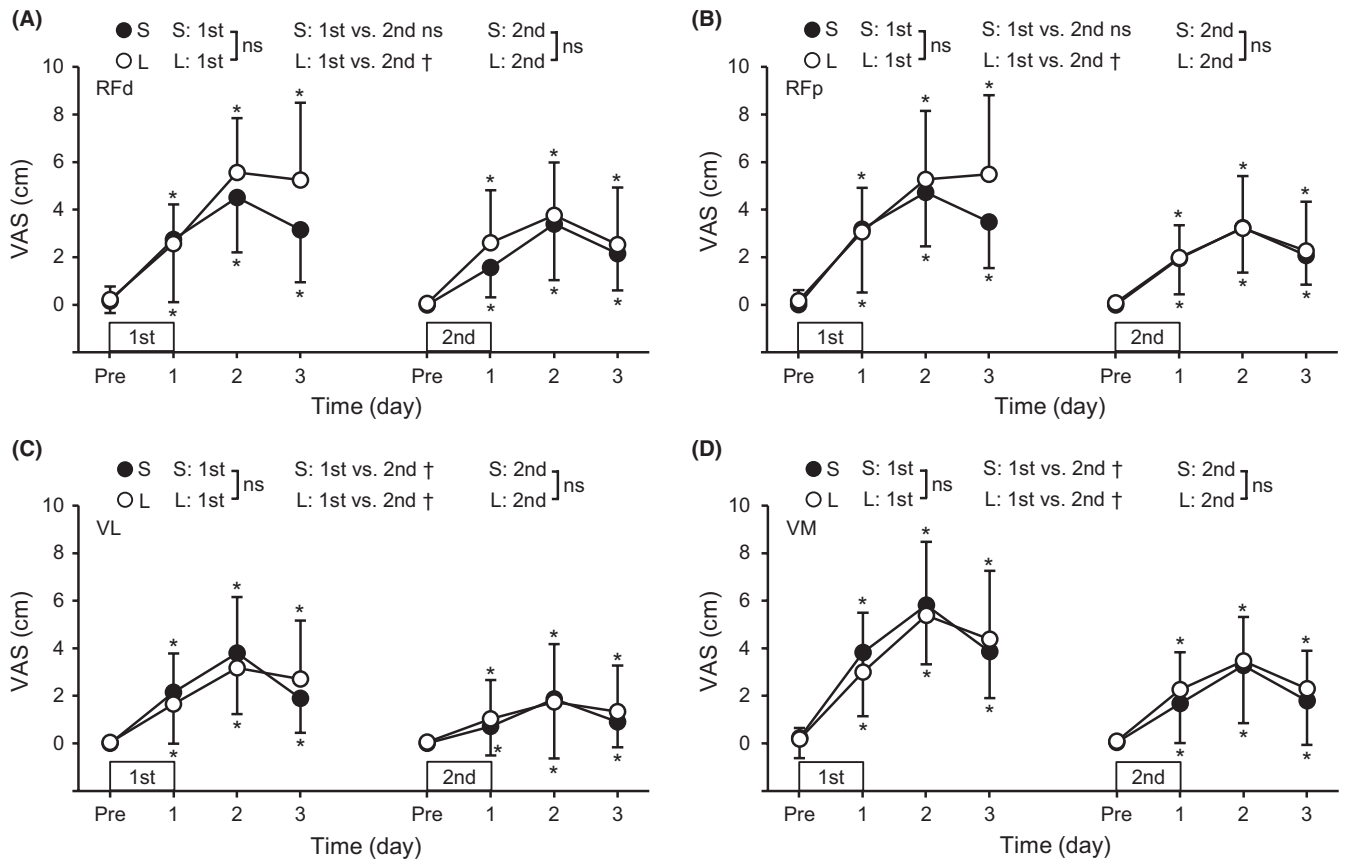 (A)
S S: 1st ns S: 1st vs. 2nd ns S: 2nd ns
L L: 1st L: 1st vs. 2nd † L: 2nd
RFd
10
8
6
4
2
0
VAS (cm)
* * * * * * * * * * * *
1st 2nd
Pre 1 2 3 Pre 1 2 3
Time (day)
(B)
S S: 1st ns S: 1st vs. 2nd ns S: 2nd ns
L L: 1st L: 1st vs. 2nd † L: 2nd
RFp
10
8
6
4
2
0
VAS (cm)
* * * * * * * * * * * *
1st 2nd
Pre 1 2 3 Pre 1 2 3
Time (day)
(C)
S S: 1st ns S: 1st vs. 2nd † S: 2nd ns
L L: 1st L: 1st vs. 2nd † L: 2nd
VL
10
8
6
4
2
0
VAS (cm)
* * * * * * * * * * * *
1st 2nd
Pre 1 2 3 Pre 1 2 3
Time (day)
(D)
S S: 1st ns S: 1st vs. 2nd † S: 2nd ns
L L: 1st L: 1st vs. 2nd † L: 2nd
VM
10
8
6
4
2
0
VAS (cm)
* * * * * * * * * * * *
1st 2nd
Pre 1 2 3 Pre 1 2 3
Time (day)